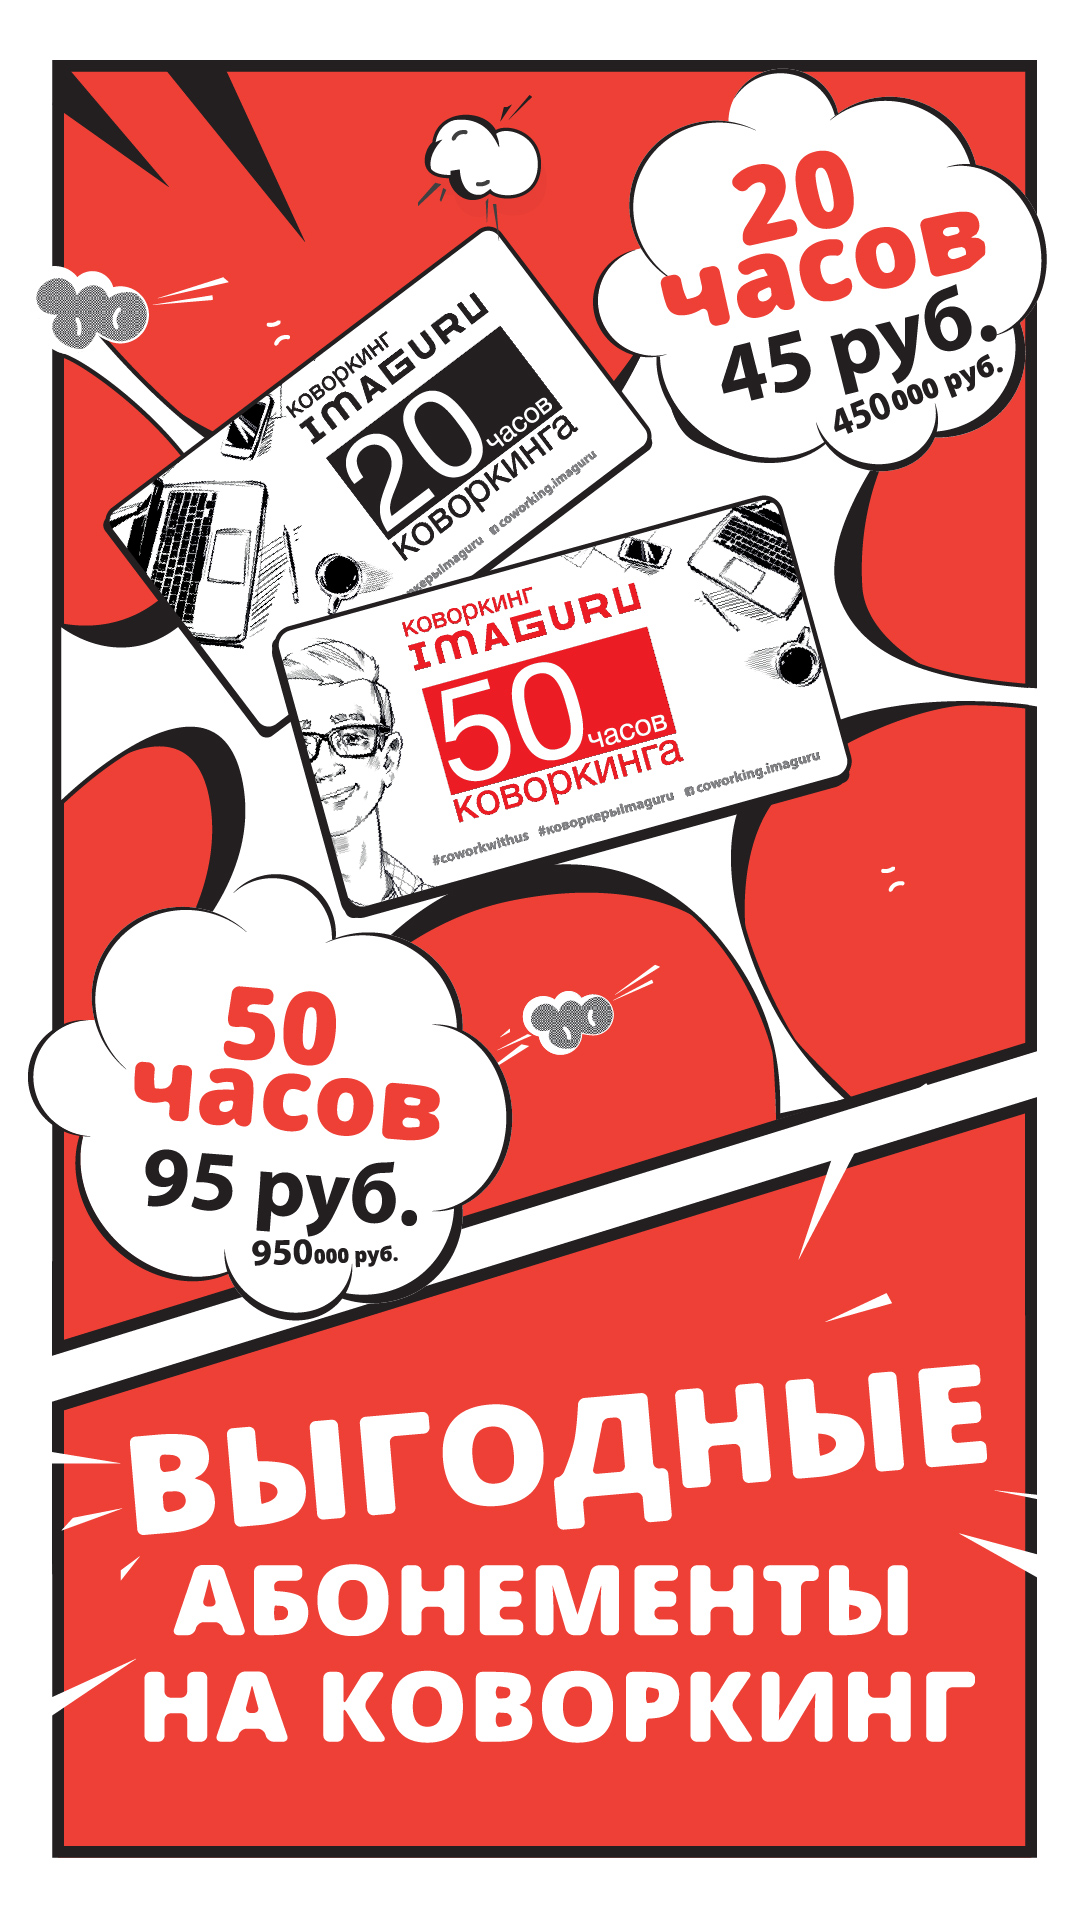 20
часов
45 руб.
450 000 руб.
коворкинг
IMAGURU
20 часов
коворкинга
coworking.imaguru
коворкинг
IMAGURU
50 часов
коворкинга
#coworkwithus #коворкерыImaguru coworking.imaguru
50
часов
95 руб.
950 000 руб.
ВЫГОДНЫЕ
АБОНЕМЕНТЫ
НА КОВОРКИНГ